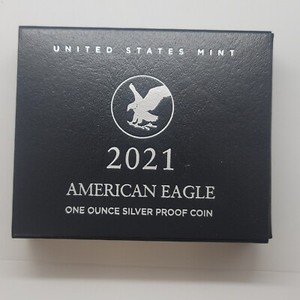 UNITED STATES MINT
2021
AMERICAN EAGLE
ONE OUNCE SILVER PROOF COIN